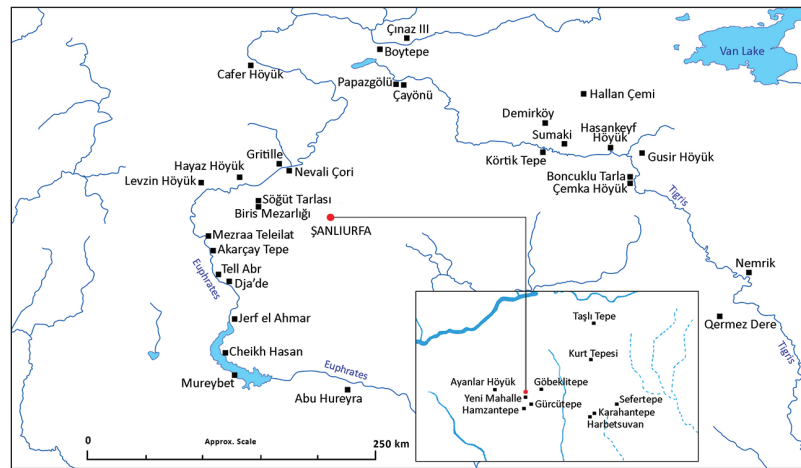 Çınaz III
Boytepe
Van Lake
Cafer Höyük
Papazgölü
Çayönü
Hallan Çemi
Demirköy
Sumaki
Hasankeyf
Höyük
Körtik Tepe
Gusir Höyük
Gritille
Hayaz Höyük
Nevali Çori
Levzin Höyük
Boncuklu Tarla
Çemka Höyük
Tigris
Söğüt Tarlası
Biris Mezarlığı
ŞANLIURFA
Mezraa Teleilat
Akarçay Tepe
Euphrates
Tell Abr
Dja'de
Nemrik
Jerf el Ahmar
Qermez Dere
Tigris
Cheikh Hasan
Euphrates
Mureybet
Abu Hureyra
Taşlı Tepe
Kurt Tepesi
Ayanlar Höyük
Göbeklitepe
Yeni Mahalle
Sefertepe
Hamzantepe
Gürcütepe
Karahantepe
Harbetsuvan
0
Approx. Scale
250 km